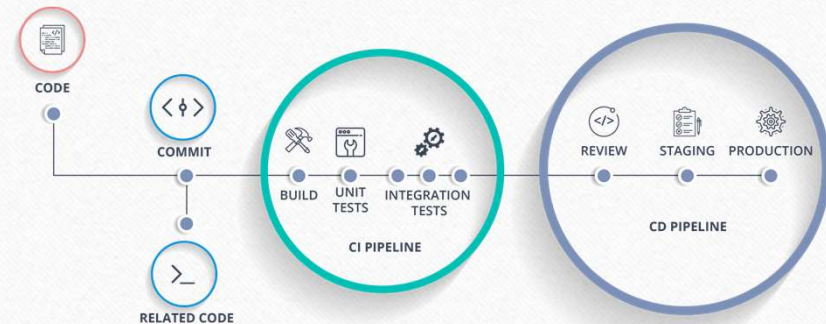 CODE
COMMIT
RELATED CODE
BUILD
UNIT
TESTS
INTEGRATION
TESTS
CI PIPELINE
REVIEW
STAGING
PRODUCTION
CD PIPELINE